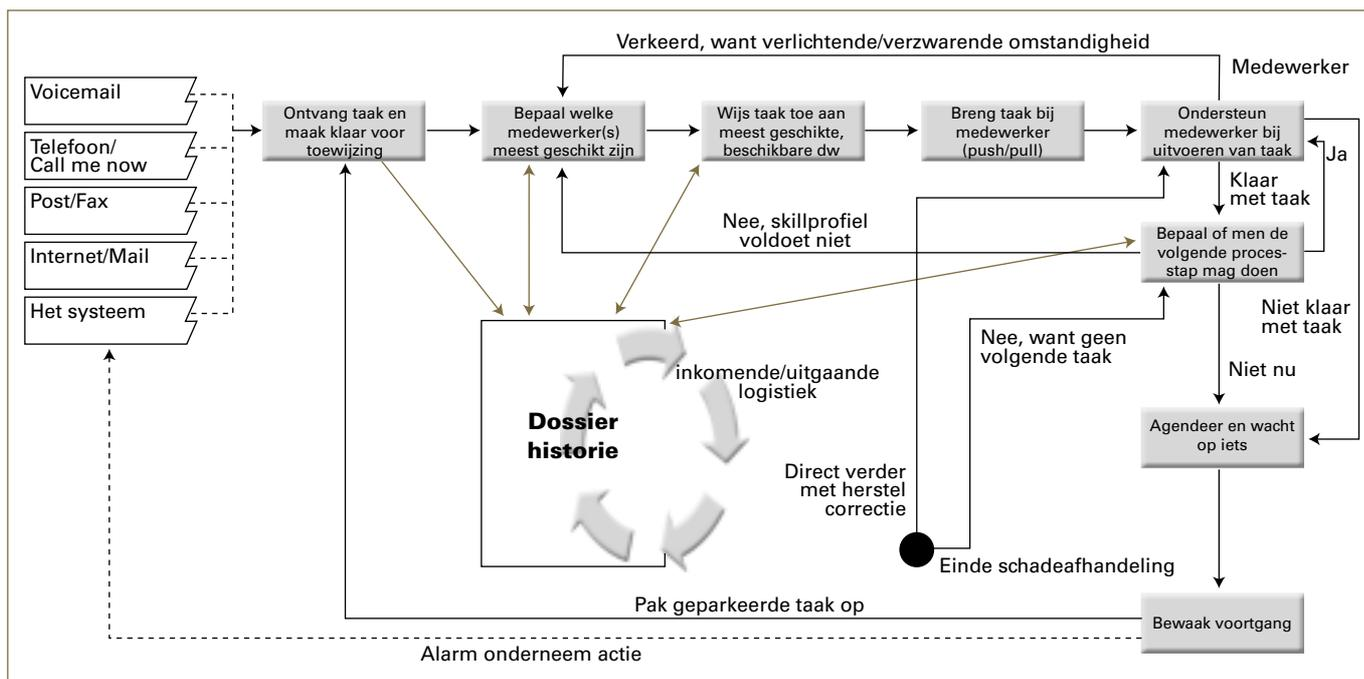 Verkeerd, want verlichtende/verzwarende omstandigheid
Medewerker
Voicemail
Telefoon/
Call me now
Post/Fax
Internet/Mail
Het systeem
Ontvang taak en
maak klaar voor
toewijzing
Bepaal welke
medewerker(s)
meest geschikt zijn
Wijs taak toe aan
meest geschikte,
beschikbare dw
Breng taak bij
medewerker
(push/pull)
Ondersteun
medewerker bij
uitvoeren van taak
Ja
Klaar
met taak
Nee, skillprofiel
voldoet niet
Bepaal of men de
volgende proces-
stap mag doen
Niet klaar
met taak
Nee, want geen
volgende taak
Niet nu
inkomende/uitgaande
logistiek
Dossier
historie
Agendeer en wacht
op iets
Direct verder
met herstel
correctie
Einde schadeafhandeling
Pak geparkeerde taak op
Bewaak voortgang
Alarm onderneem actie